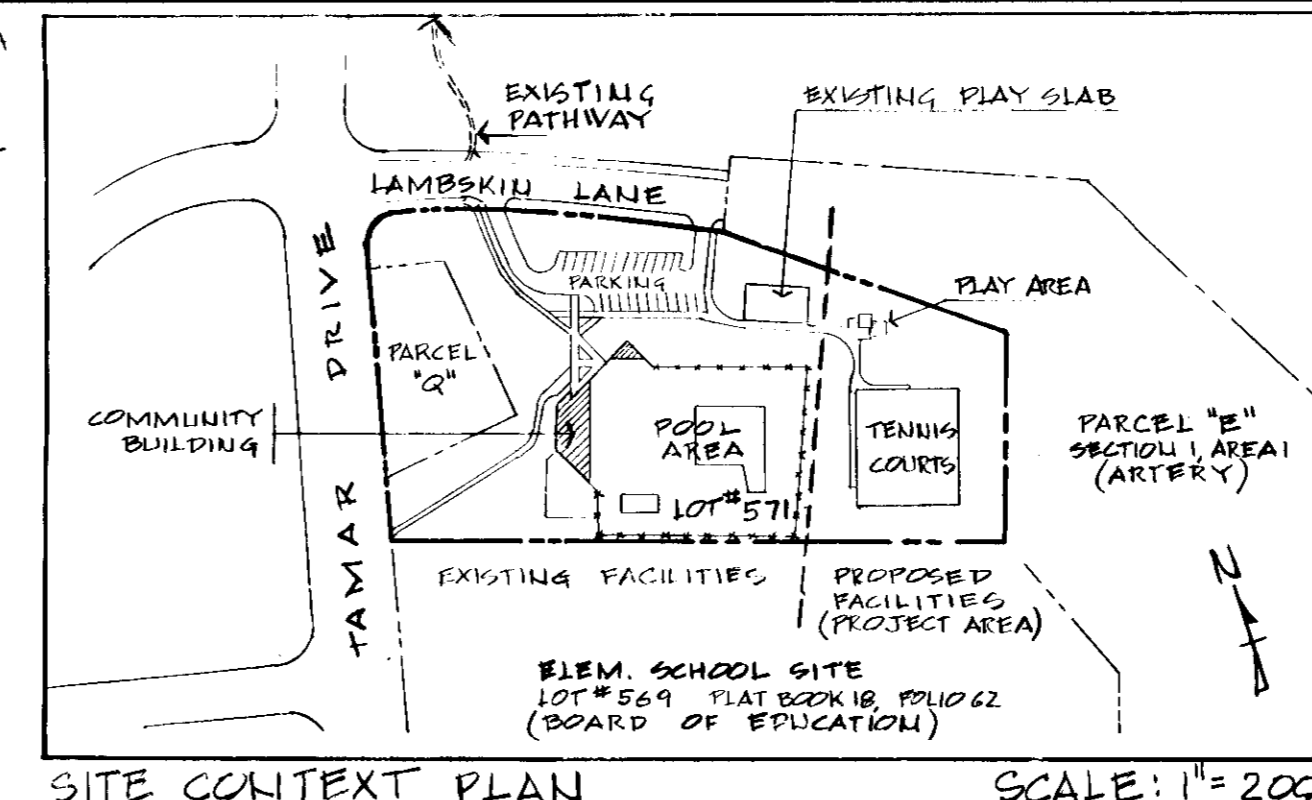 EXISTING
PATHWAY
EXISTING PLAY SLAB
LAMBSKIN LANE
PARKING
PLAY AREA
TAMAR DRIVE
PARCEL
"Q"
COMMUNITY
BUILDING
POOL
AREA
TENNIS
COURTS
LOT #571
PARCEL "E"
SECTION 1, AREA 1
(ARTERY)
EXISTING FACILITIES
PROPOSED
FACILITIES
(PROJECT AREA)
N
ELEM. SCHOOL SITE
LOT #569 PLAT BOOK 18, FOLIO 62
(BOARD OF EDUCATION)
SITE CONTEXT PLAN
SCALE: 1"=200